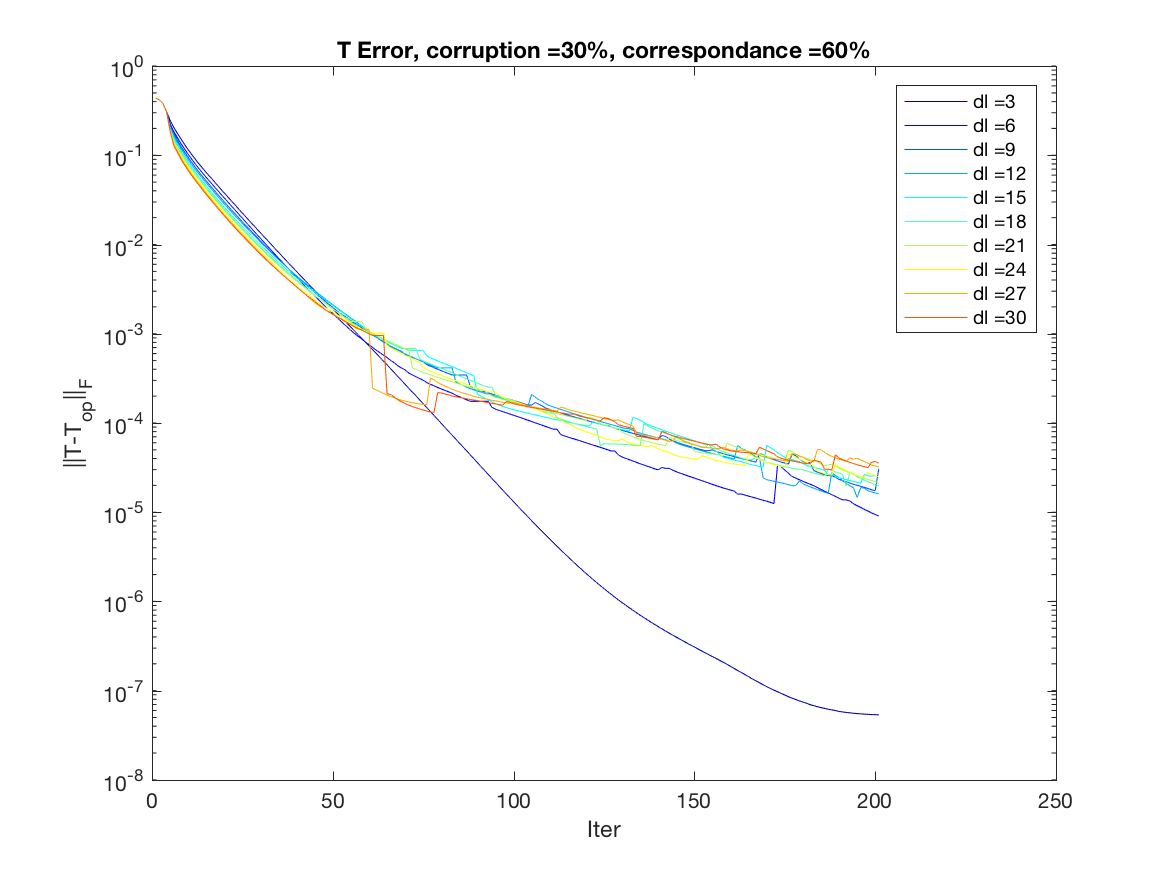 T Error, corruption =30%, correspondance =60%
10^0
10^-1
10^-2
10^-3
10^-4
10^-5
10^-6
10^-7
10^-8
||T-T_op||_F
0 50 100 150 200 250
Iter
dl =3
dl =6
dl =9
dl =12
dl =15
dl =18
dl =21
dl =24
dl =27
dl =30